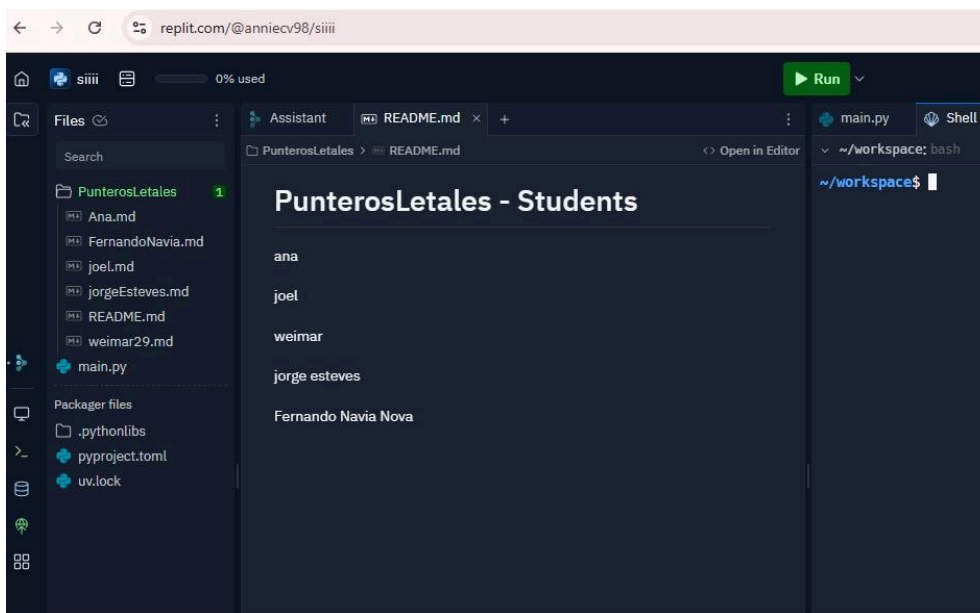 replit.com/@anniecv98/siiii
siiii
0% used
Run
Files
Search
PunterosLetales 1
Ana.md
FernandoNavia.md
joel.md
jorgeEsteves.md
README.md
weimar29.md
main.py
Packager files
.pythonlibs
pyproject.toml
uv.lock
Assistant
README.md × +
PunterosLetales > README.md
<> Open in Editor
PunterosLetales - Students
ana
joel
weimar
jorge esteves
Fernando Navia Nova
main.py
Shell
~/workspace: bash
~/workspace$